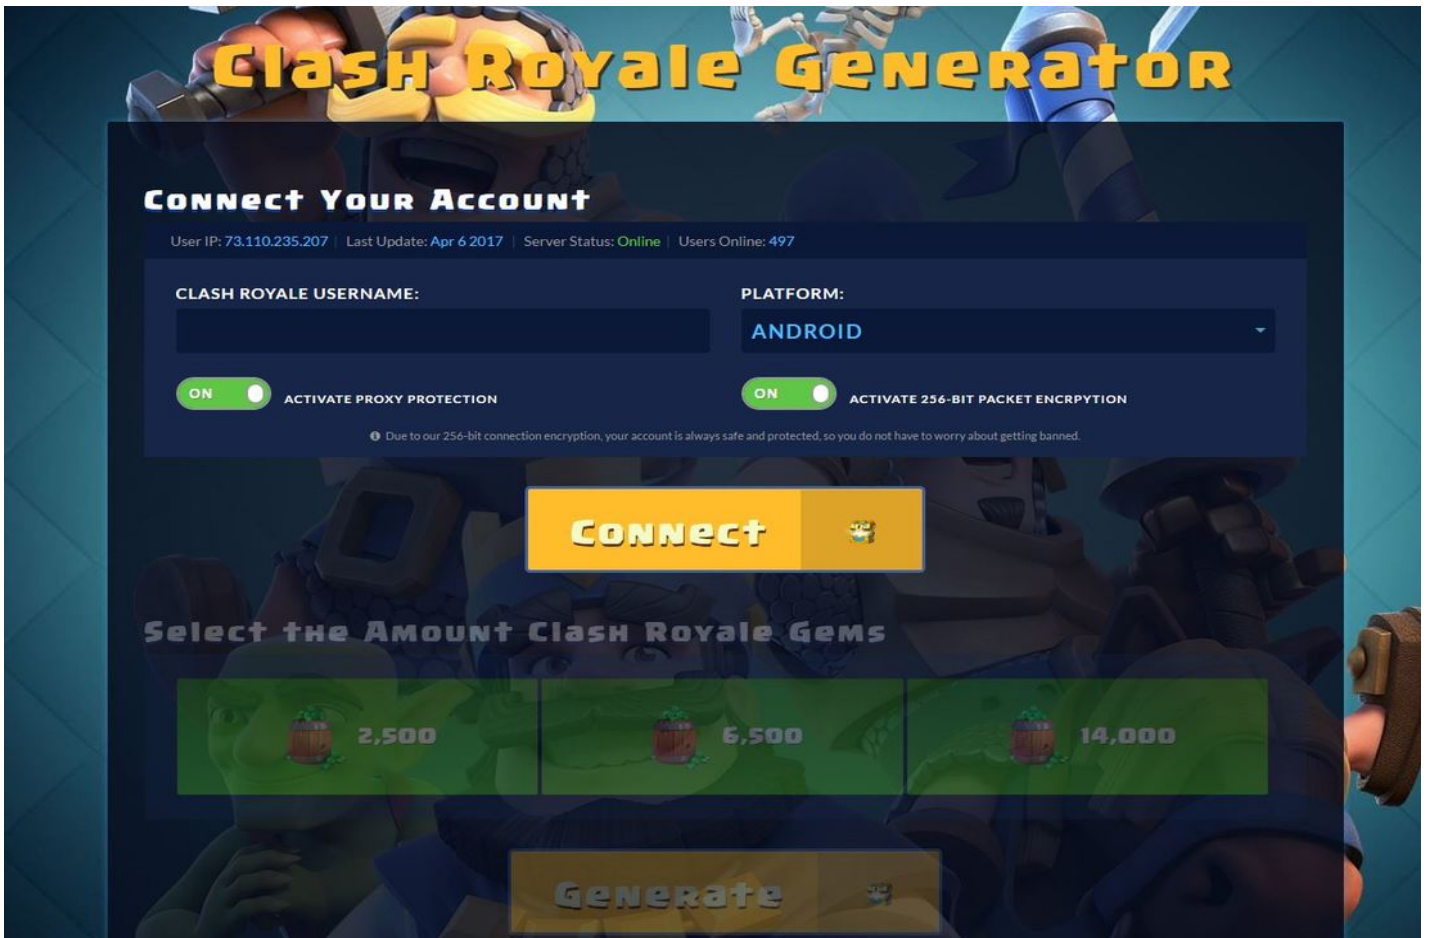 Clash Royale Generator
Connect Your Account
User IP: 73.110.235.207 | Last Update: Apr 6 2017 | Server Status: Online | Users Online: 497
CLASH ROYALE USERNAME:
PLATFORM:
ANDROID
ON ACTIVATE PROXY PROTECTION
ON ACTIVATE 256-BIT PACKET ENCRPYTION
Due to our 256-bit connection encryption, your account is always safe and protected, so you do not have to worry about getting banned.
Connect
Select the Amount Clash Royale Gems
2,500
6,500
14,000
Generate